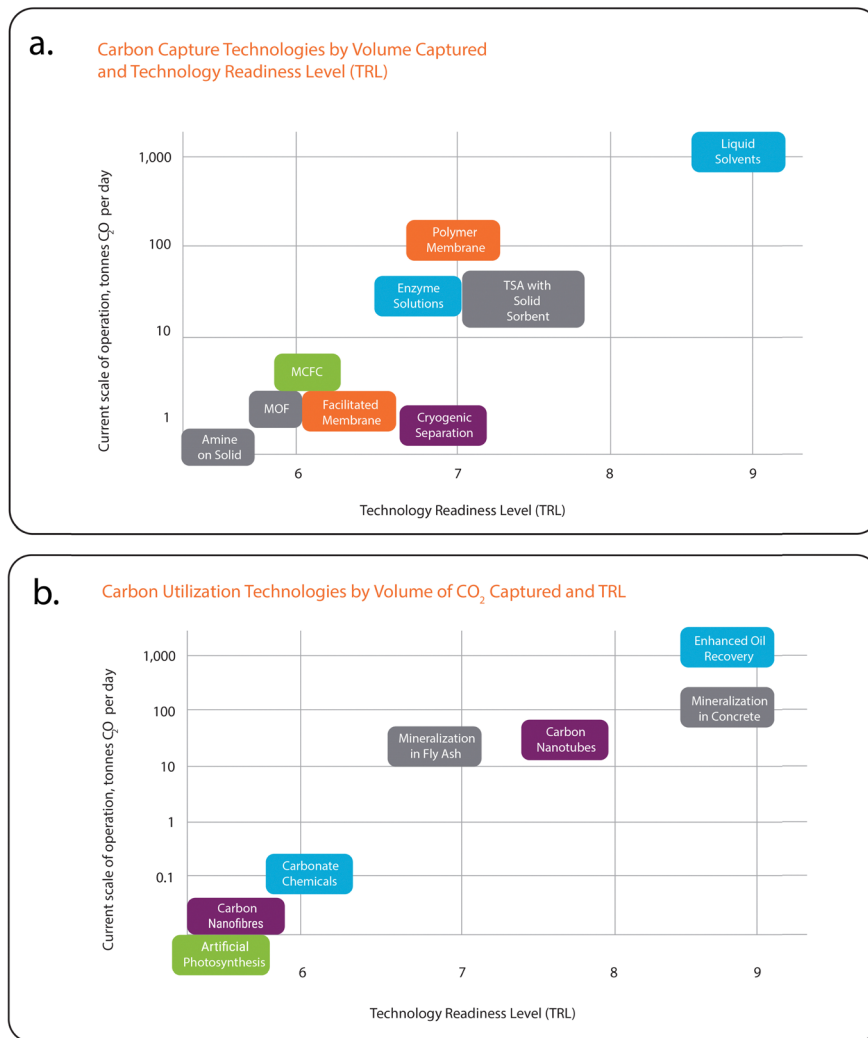 a.
Carbon Capture Technologies by Volume Captured
and Technology Readiness Level (TRL)
Current scale of operation, tonnes CO2 per day
1,000
100
10
1
Liquid
Solvents
Polymer
Membrane
Enzyme
Solutions
TSA with
Solid
Sorbent
MCFC
MOF
Facilitated
Membrane
Cryogenic
Separation
Amine
on Solid
6
7
8
9
Technology Readiness Level (TRL)
b.
Carbon Utilization Technologies by Volume of CO2 Captured and TRL
Current scale of operation, tonnes CO2 per day
1,000
100
10
1
0.1
Enhanced Oil
Recovery
Mineralization
in Concrete
Mineralization
in Fly Ash
Carbon
Nanotubes
Carbonate
Chemicals
Carbon
Nanofibres
Artificial
Photosynthesis
6
7
8
9
Technology Readiness Level (TRL)